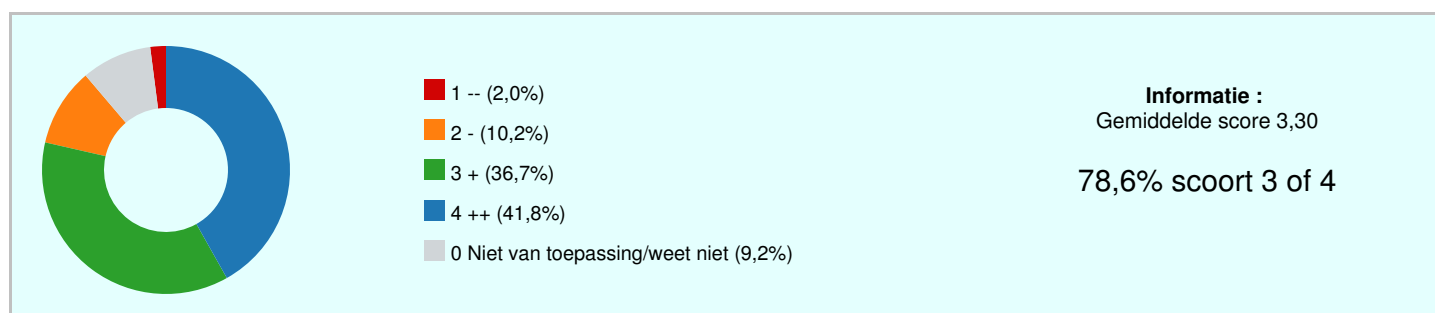 1 -- (2,0%)
2 - (10,2%)
3 + (36,7%)
4 ++ (41,8%)
0 Niet van toepassing/weet niet (9,2%)
Informatie :
Gemiddelde score 3,30
78,6% scoort 3 of 4